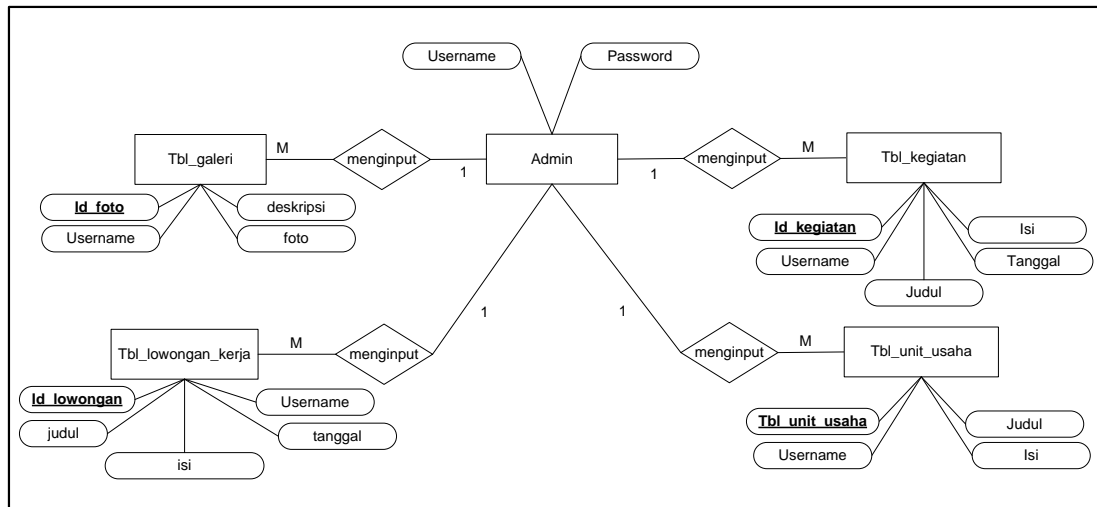 Username
Password
Tbl_galeri
M
menginput
1
Admin
1
menginput
M
Tbl_kegiatan
Id_foto
deskripsi
Username
foto
Id_kegiatan
Isi
Username
Tanggal
Judul
1
1
Tbl_lowongan_kerja
M
menginput
menginput
M
Tbl_unit_usaha
Id_lowongan
Username
judul
tanggal
isi
Tbl_unit_usaha
Judul
Username
Isi